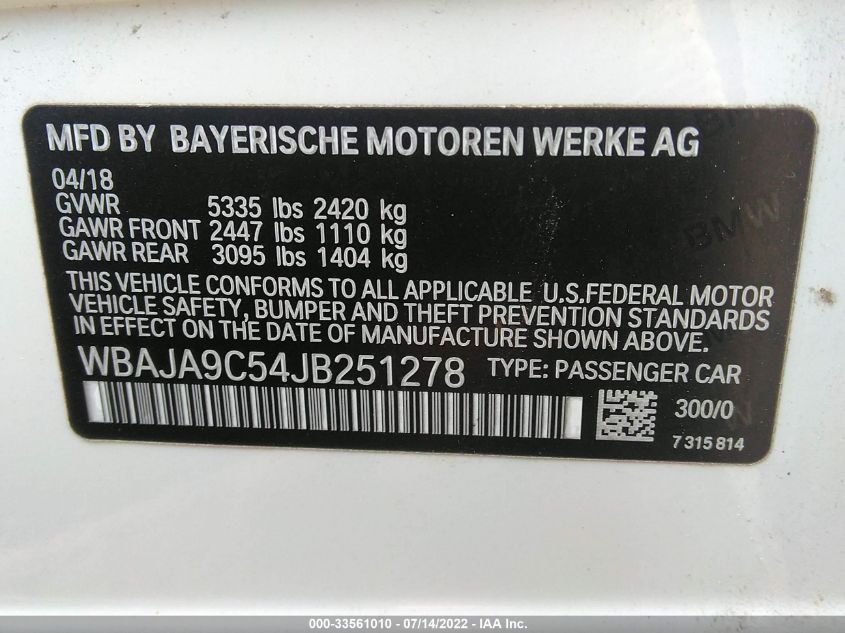 MFD BY BAYERISCHE MOTOREN WERKE AG
04/18
GVWR 5335 lbs 2420 kg
GAWR FRONT 2447 lbs 1110 kg
GAWR REAR 3095 lbs 1404 kg
THIS VEHICLE CONFORMS TO ALL APPLICABLE U.S.FEDERAL MOTOR
VEHICLE SAFETY, BUMPER AND THEFT PREVENTION STANDARDS
IN EFFECT ON THE DATE OF MANUFACTURE SHOWN ABOVE.
WBAJA9C54JB251278 TYPE: PASSENGER CAR
300/0
7 315 814
BMW
000-33561010 - 07/14/2022 - IAA Inc.